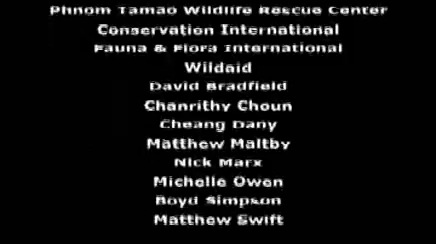 Phnom Tamao Wildlife Rescue Center
Conservation International
Fauna & Flora International
Wildaid
David Bradfield
Chanrithy Choun
Cheang Dany
Matthew Maltby
Nick Marx
Michelle Owen
Boyd Simpson
Matthew Swift